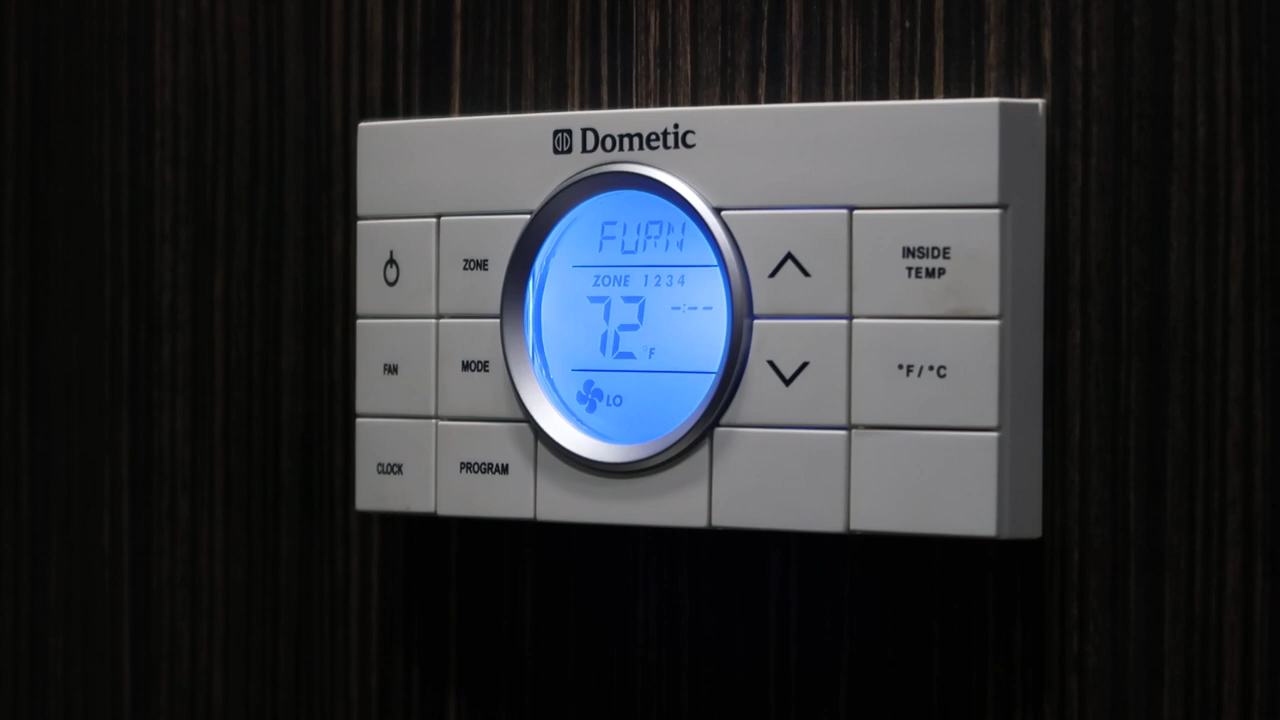 Dometic
FURN
ZONE 1 2 3 4
72 °F
-:--
LO
ZONE
FAN
MODE
CLOCK
PROGRAM
INSIDE
TEMP
°F/°C